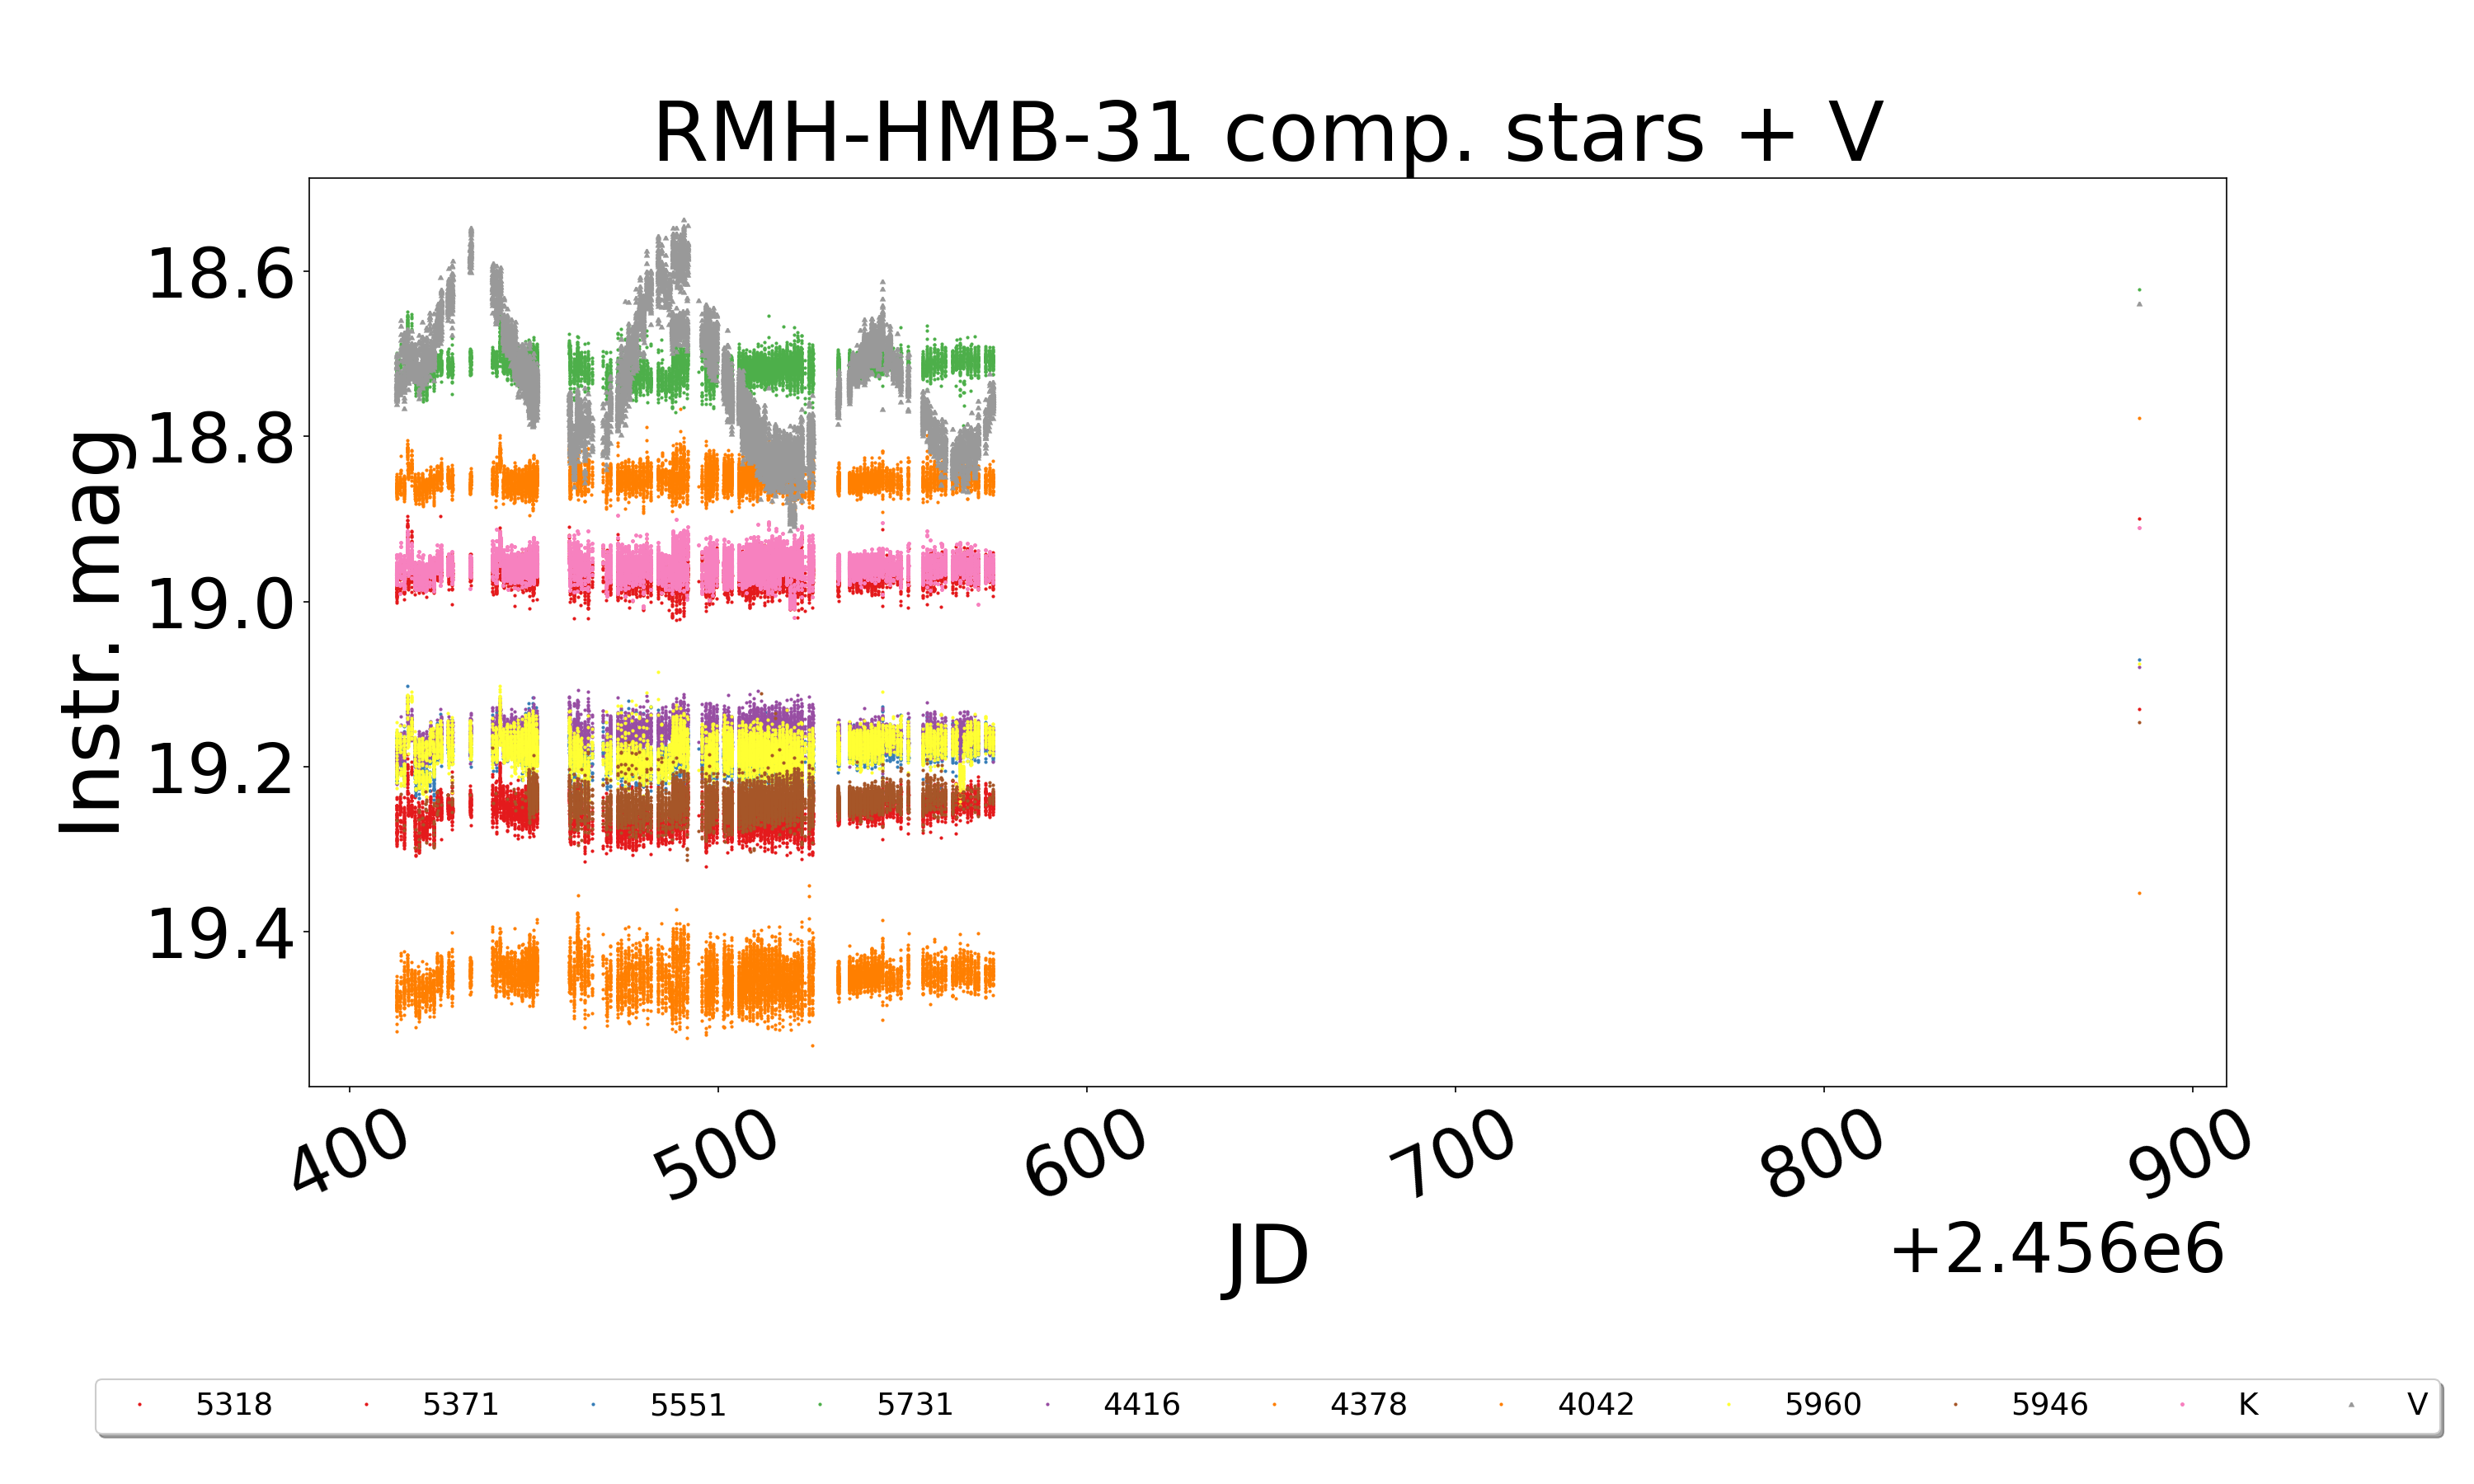 RMH-HMB-31 comp. stars + V
Instr. mag
18.6
18.8
19.0
19.2
19.4
400 500 600 700 800 900
JD
+2.456e6
5318 5371 5551 5731 4416 4378 4042 5960 5946 K V